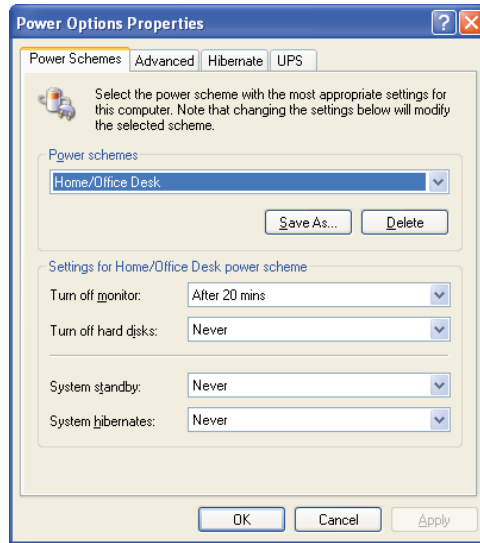 Power Options Properties
Power Schemes Advanced Hibernate UPS
Select the power scheme with the most appropriate settings for
this computer. Note that changing the settings below will modify
the selected scheme.
Power schemes
Home/Office Desk
Save As... Delete
Settings for Home/Office Desk power scheme
Turn off monitor: After 20 mins
Turn off hard disks: Never
System standby: Never
System hibernates: Never
OK Cancel Apply